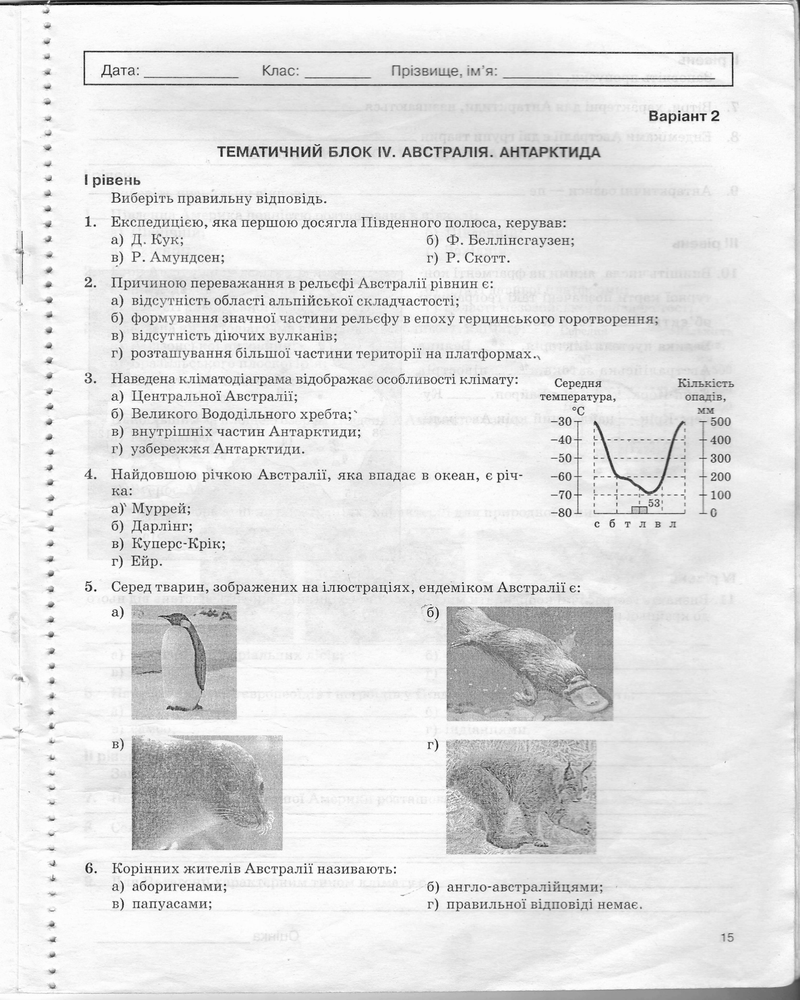 Дата: Клас: Прізвище, ім'я:
Варіант 2
ТЕМАТИЧНИЙ БЛОК IV. АВСТРАЛІЯ. АНТАРКТИДА
І рівень
Виберіть правильну відповідь.
1. Експедицією, яка першою досягла Південного полюса, керував:
а) Д. Кук; б) Ф. Беллінсгаузен;
в) Р. Амундсен; г) Р. Скотт.
2. Причиною переважання в рельєфі Австралії рівнин є:
а) відсутність області альпійської складчастості;
б) формування значної частини рельєфу в епоху герцинського горотворення;
в) відсутність діючих вулканів;
г) розташування більшої частини території на платформах.
3. Наведена кліматодіаграма відображає особливості клімату:
а) Центральної Австралії;
б) Великого Вододільного хребта;
в) внутрішніх частин Антарктиди;
г) узбережжя Антарктиди.
Середня Кількість
температура, опадів,
°С мм
–30 500
–40 400
–50 300
–60 200
–70 100
53
–80 0
с б т л в л
4. Найдовшою річкою Австралії, яка впадає в океан, є річ-
ка:
а) Муррей;
б) Дарлінг;
в) Куперс-Крік;
г) Ейр.
5. Серед тварин, зображених на ілюстраціях, ендеміком Австралії є:
а) б)
в) г)
6. Корінних жителів Австралії називають:
а) аборигенами; б) англо-австралійцями;
в) папуасами; г) правильної відповіді немає.
15